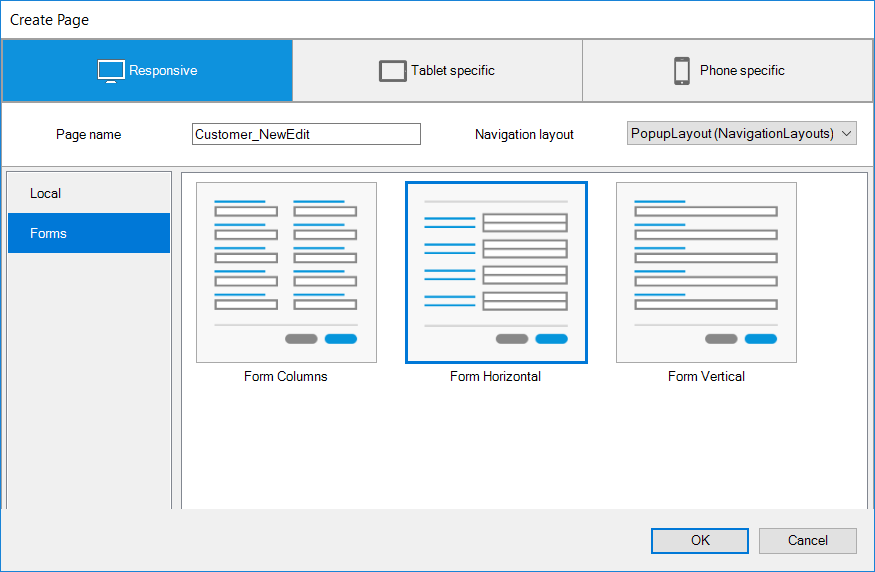 Create Page
Responsive
Tablet specific
Phone specific
Page name
Customer_NewEdit
Navigation layout
PopupLayout (NavigationLayouts)
Local
Forms
Form Columns
Form Horizontal
Form Vertical
OK
Cancel